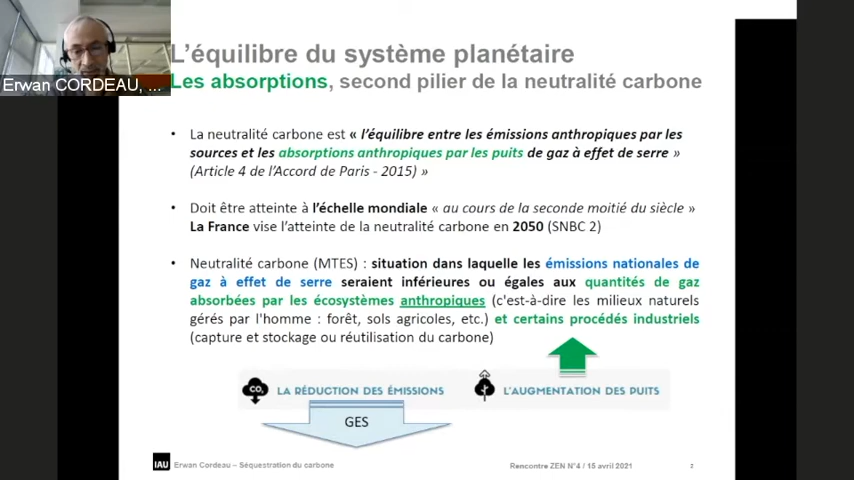 L'équilibre du système planétaire
Erwan CORDEAU, ...
Les absorptions, second pilier de la neutralité carbone
• La neutralité carbone est « l'équilibre entre les émissions anthropiques par les
sources et les absorptions anthropiques par les puits de gaz à effet de serre »
(Article 4 de l'Accord de Paris - 2015) »
• Doit être atteinte à l'échelle mondiale « au cours de la seconde moitié du siècle »
La France vise l'atteinte de la neutralité carbone en 2050 (SNBC 2)
• Neutralité carbone (MTES) : situation dans laquelle les émissions nationales de
gaz à effet de serre seraient inférieures ou égales aux quantités de gaz
absorbées par les écosystèmes anthropiques (c'est-à-dire les milieux naturels
gérés par l'homme : forêt, sols agricoles, etc.) et certains procédés industriels
(capture et stockage ou réutilisation du carbone)
CO2 LA RÉDUCTION DES ÉMISSIONS L'AUGMENTATION DES PUITS
GES
IAU Erwan Cordeau – Séquestration du carbone Rencontre ZEN N°4 / 15 avril 2021